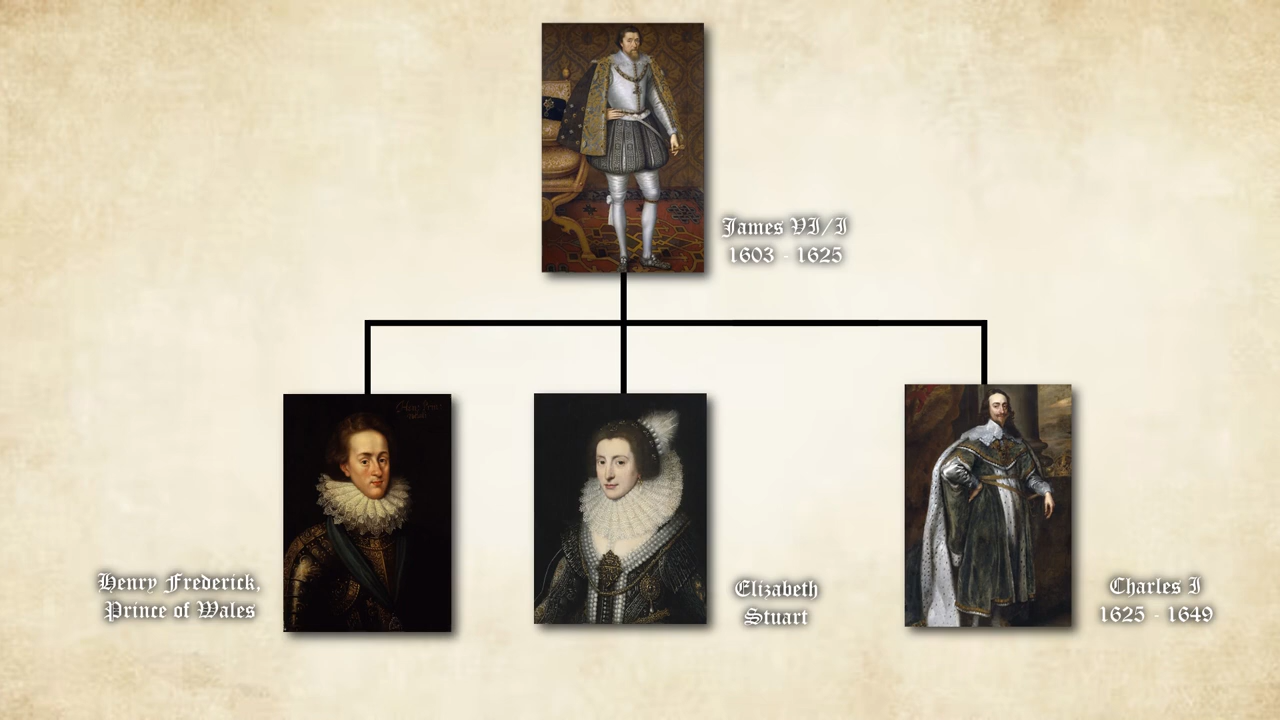 James VI/I
1603 - 1625
Henry Frederick,
Prince of Wales
Elizabeth
Stuart
Charles I
1625 - 1649